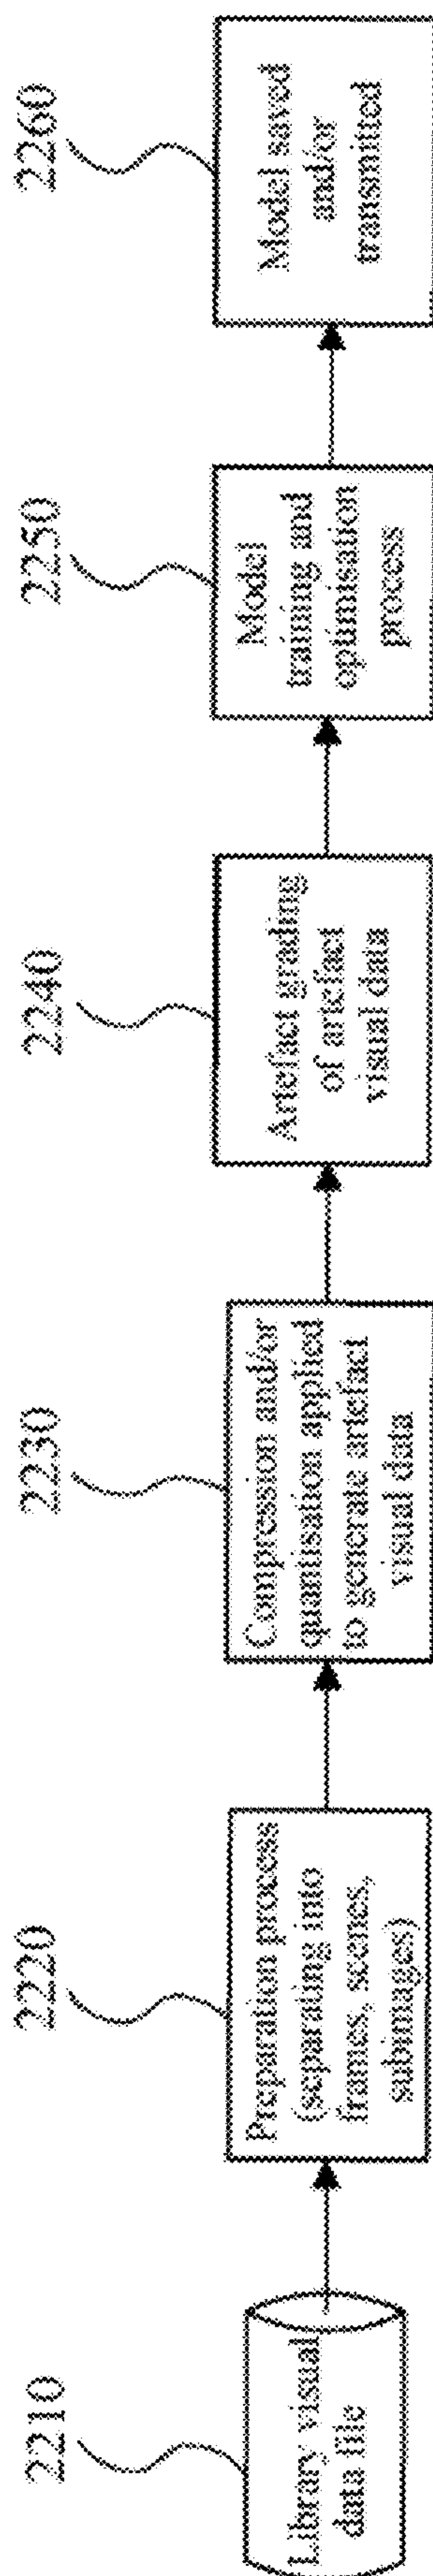 2210
Library visual
data file
2220
Preparation process
(separating into
frames, scenes,
subimages)
2230
Compression and/or
quantisation applied
to generate artefact
visual data
2240
Artefact grading
of artefact
visual data
2250
Model
training and
optimisation
process
2260
Model saved
and/or
transmitted